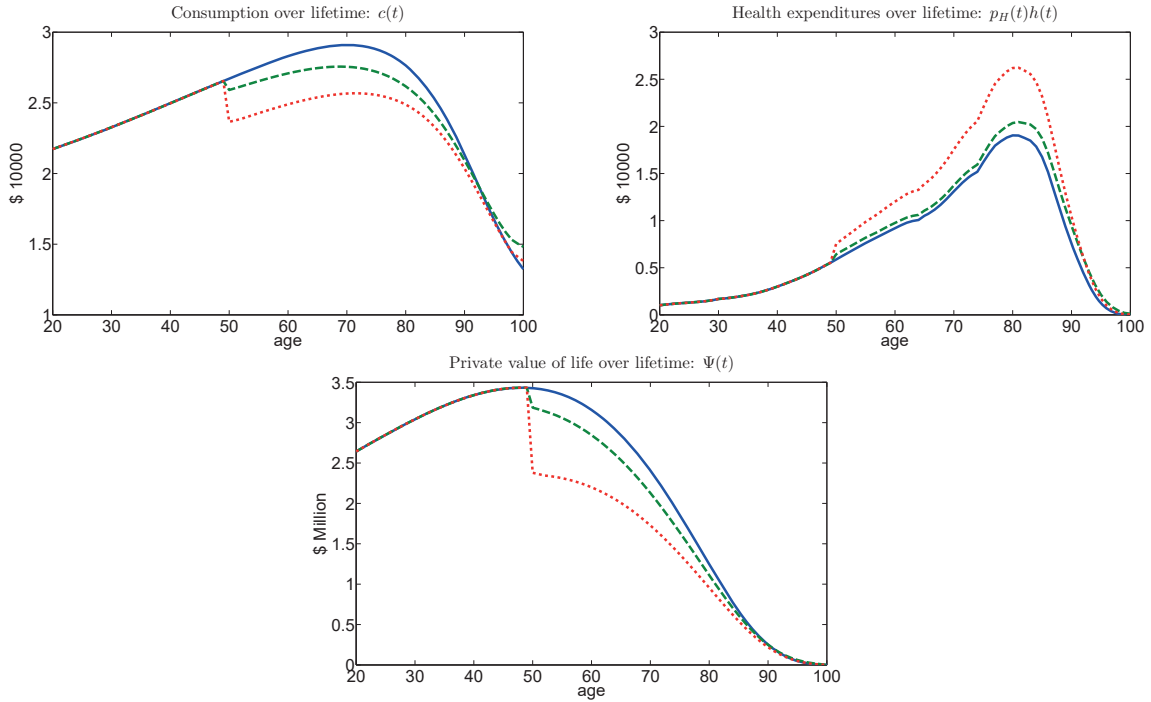 Consumption over lifetime: c(t)
3
2.5
2
1.5
1
$ 10000
20 30 40 50 60 70 80 90 100
age
Health expenditures over lifetime: p_H(t)h(t)
3
2.5
2
1.5
1
0.5
0
$ 10000
20 30 40 50 60 70 80 90 100
age
Private value of life over lifetime: Ψ(t)
3.5
3
2.5
2
1.5
1
0.5
0
$ Million
20 30 40 50 60 70 80 90 100
age